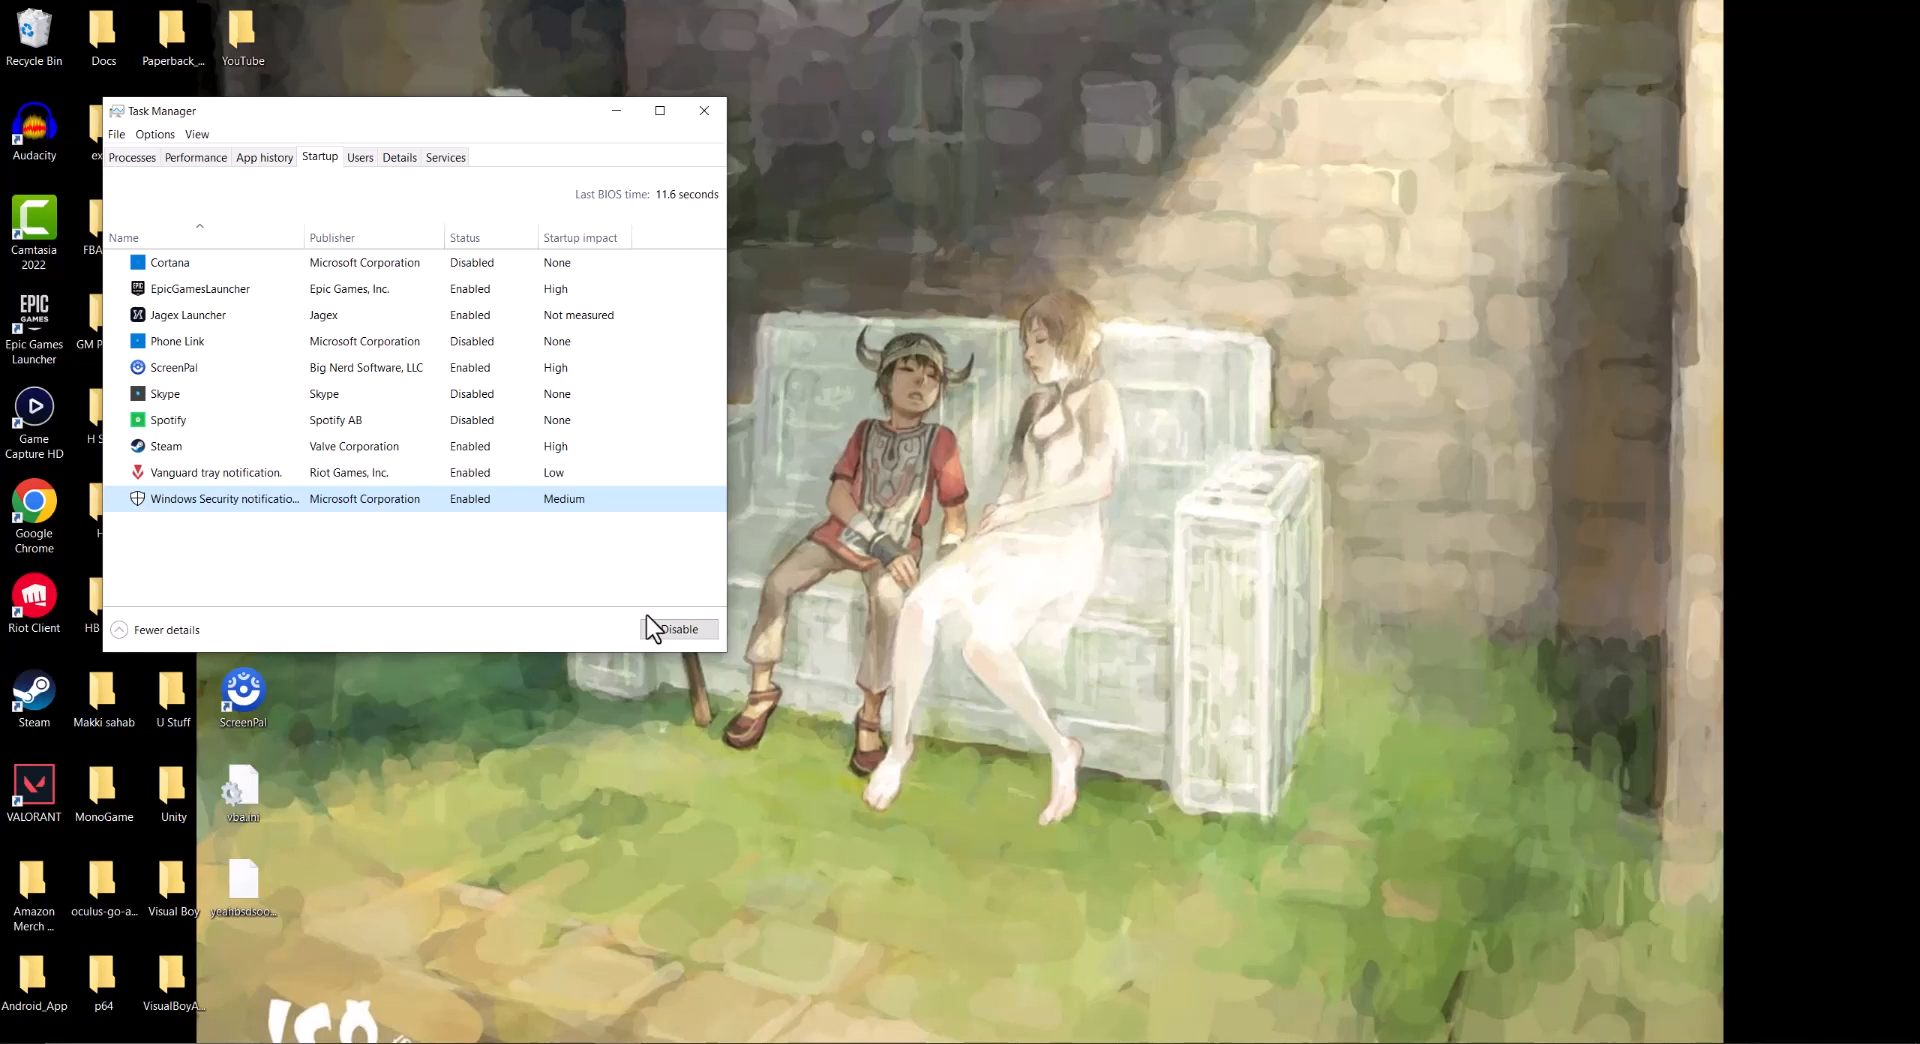 Recycle Bin
Docs
Paperback_...
YouTube
Task Manager
File Options View
Processes Performance App history Startup Users Details Services
Last BIOS time: 11.6 seconds
Name Publisher Status Startup impact
Cortana Microsoft Corporation Disabled None
EpicGamesLauncher Epic Games, Inc. Enabled High
Jagex Launcher Jagex Enabled Not measured
Phone Link Microsoft Corporation Disabled None
ScreenPal Big Nerd Software, LLC Enabled High
Skype Skype Disabled None
Spotify Spotify AB Disabled None
Steam Valve Corporation Enabled High
Vanguard tray notification. Riot Games, Inc. Enabled Low
Windows Security notificatio... Microsoft Corporation Enabled Medium
Fewer details
Disable
Audacity
ex
Camtasia
2022
FBA
EPIC
GAMES
Epic Games
Launcher
GM P
Game
Capture HD
H S
Google
Chrome
H
Riot Client
HB
Steam
Makki sahab
U Stuff
ScreenPal
VALORANT
MonoGame
Unity
vba.ini
Amazon
Merch ...
oculus-go-a...
Visual Boy
yeahbsdsoo...
Android_App
p64
VisualBoyA...
ICO